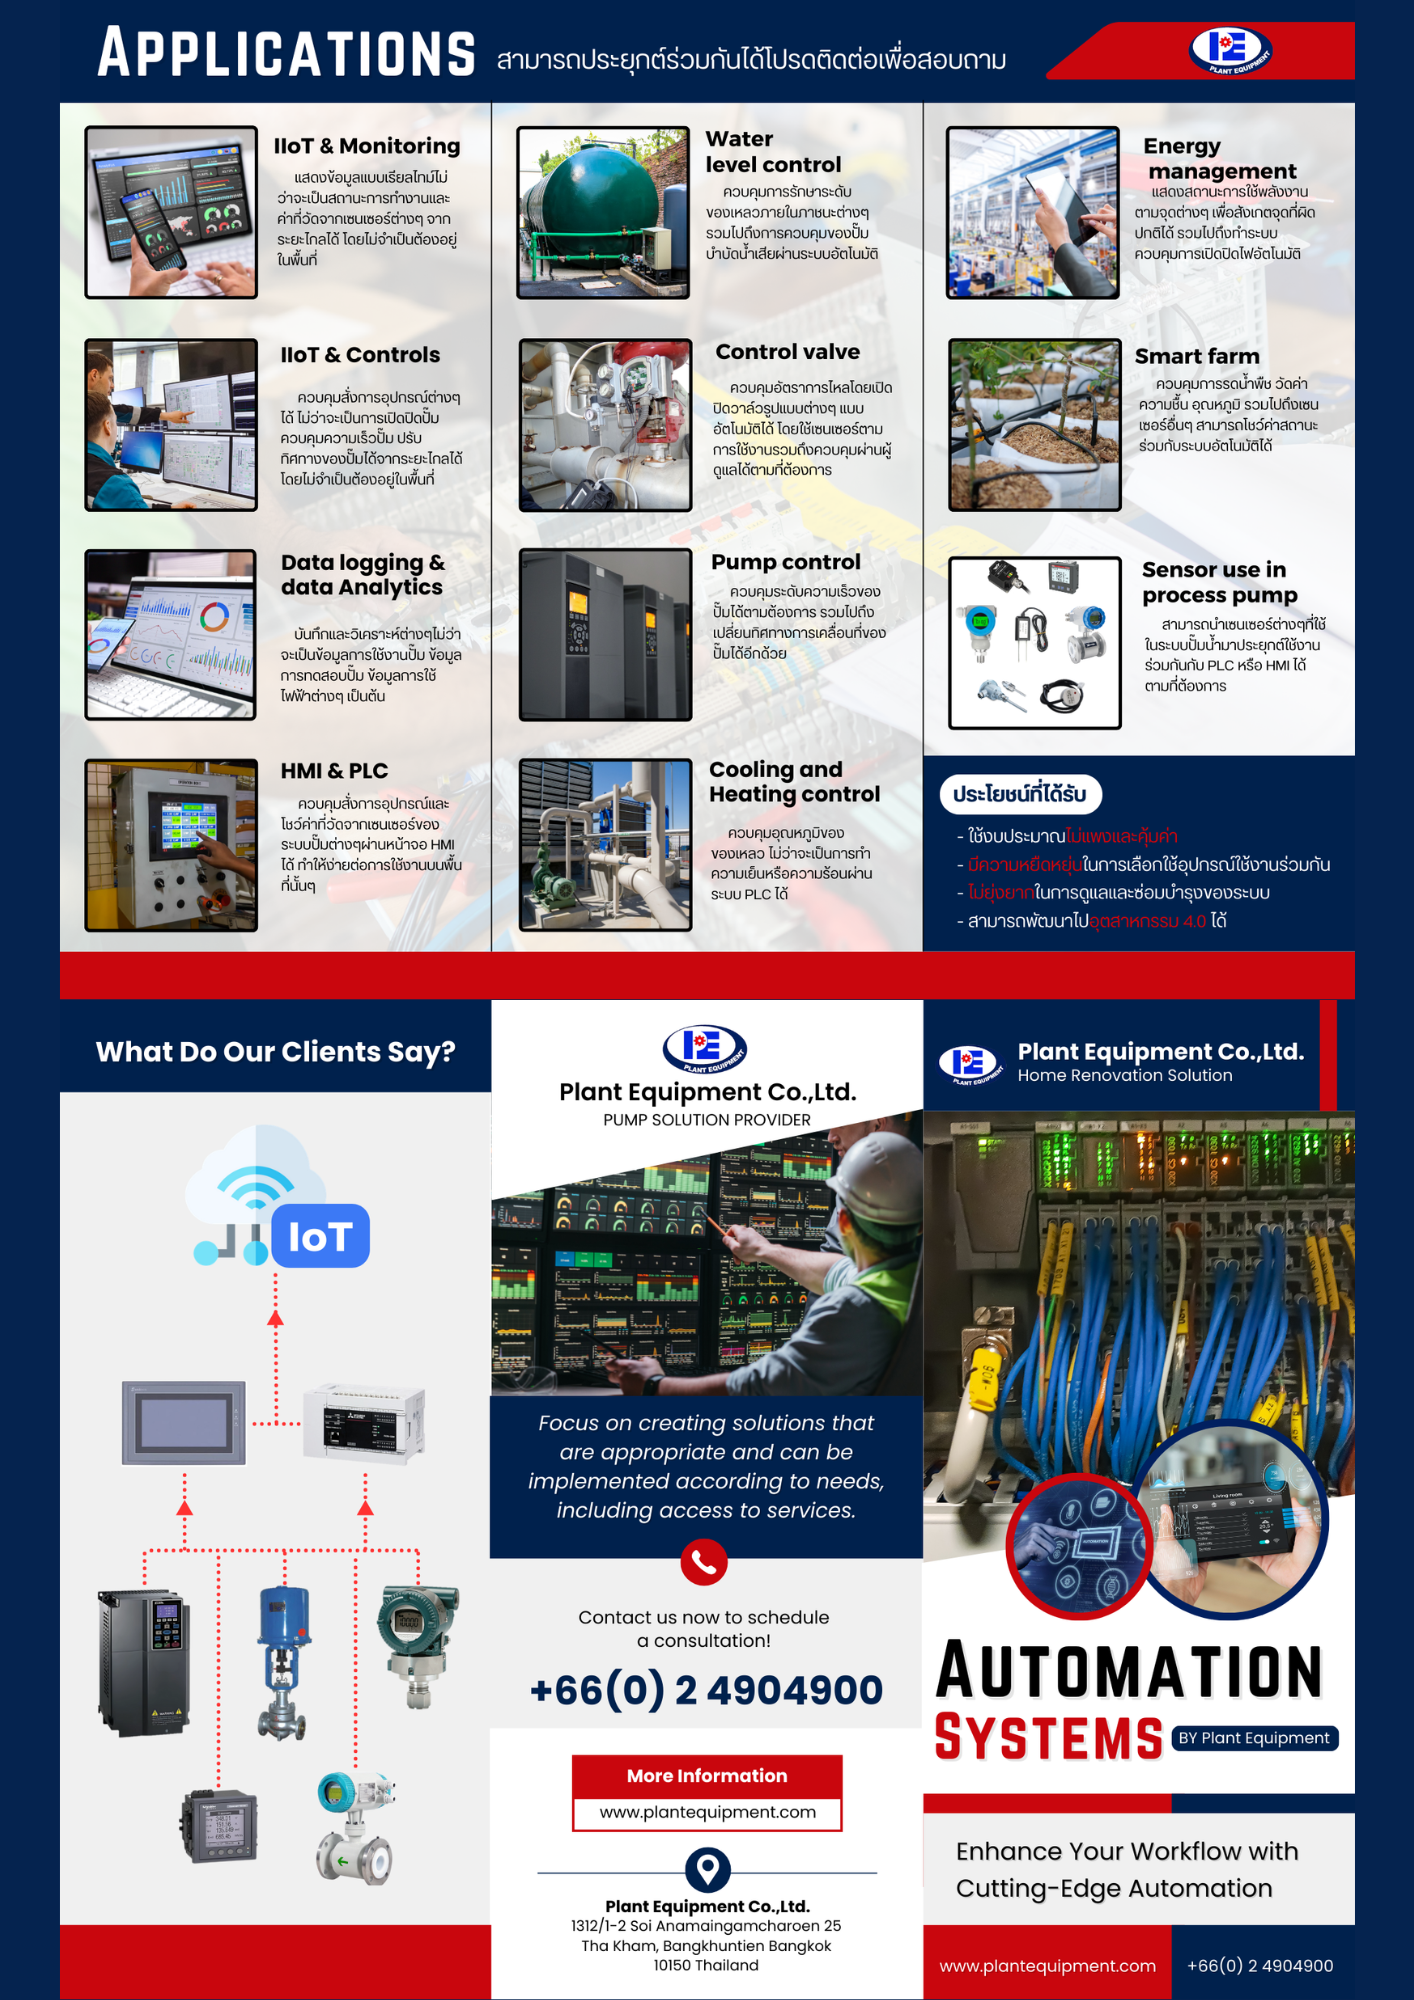 APPLICATIONS
สามารถประยุกต์ร่วมกันได้โปรดติดต่อเพื่อสอบถาม
PE
PLANT EQUIPMENT
IIoT & Monitoring
แสดงข้อมูลแบบเรียลไทม์ไม่
ว่าจะเป็นสถานะการทำงานและ
ค่าที่วัดจากเซนเซอร์ต่างๆ จาก
ระยะไกลได้ โดยไม่จำเป็นต้องอยู่
ในพื้นที่
IIoT & Controls
ควบคุมสั่งการอุปกรณ์ต่างๆ
ได้ ไม่ว่าจะเป็นการเปิดปิดปั๊ม
ควบคุมความเร็วปั๊ม ปรับ
ทิศทางของปั๊มได้จากระยะไกลได้
โดยไม่จำเป็นต้องอยู่ในพื้นที่
Data logging &
data Analytics
บันทึกและวิเคราะห์ต่างๆไม่ว่า
จะเป็นข้อมูลการใช้งานปั๊ม ข้อมูล
การทดสอบปั๊ม ข้อมูลการใช้
ไฟฟ้าต่างๆ เป็นต้น
HMI & PLC
ควบคุมสั่งการอุปกรณ์และ
โชว์ค่าที่วัดจากเซนเซอร์ของ
ระบบปั๊มต่างๆผ่านหน้าจอ HMI
ได้ ทำให้ง่ายต่อการใช้งานบนพื้น
ที่นั้นๆ
Water
level control
ควบคุมการรักษาระดับ
ของเหลวภายในภาชนะต่างๆ
รวมไปถึงการควบคุมของปั๊ม
บำบัดน้ำเสียผ่านระบบอัตโนมัติ
Control valve
ควบคุมอัตราการไหลโดยเปิด
ปิดวาล์วรูปแบบต่างๆ แบบ
อัตโนมัติได้ โดยใช้เซนเซอร์ตาม
การใช้งานรวมถึงควบคุมผ่านผู้
ดูแลได้ตามที่ต้องการ
Pump control
ควบคุมระดับความเร็วของ
ปั๊มได้ตามต้องการ รวมไปถึง
เปลี่ยนทิศทางการเคลื่อนที่ของ
ปั๊มได้อีกด้วย
Cooling and
Heating control
ควบคุมอุณหภูมิของ
ของเหลว ไม่ว่าจะเป็นการทำ
ความเย็นหรือความร้อนผ่าน
ระบบ PLC ได้
Energy
management
แสดงสถานะการใช้พลังงาน
ตามจุดต่างๆ เพื่อสังเกตจุดที่ผิด
ปกติได้ รวมไปถึงทำระบบ
ควบคุมการเปิดปิดไฟอัตโนมัติ
Smart farm
ควบคุมการรดน้ำพืช วัดค่า
ความชื้น อุณหภูมิ รวมไปถึงเซน
เซอร์อื่นๆ สามารถโชว์ค่าสถานะ
ร่วมกับระบบอัตโนมัติได้
Sensor use in
process pump
สามารถนำเซนเซอร์ต่างๆที่ใช้
ในระบบปั๊มน้ำมาประยุกต์ใช้งาน
ร่วมกันกับ PLC หรือ HMI ได้
ตามที่ต้องการ
ประโยชน์ที่ได้รับ
- ใช้งบประมาณไม่แพงและคุ้มค่า
- มีความหยืดหยุ่นในการเลือกใช้อุปกรณ์ใช้งานร่วมกัน
- ไม่ยุ่งยากในการดูแลและซ่อมบำรุงของระบบ
- สามารถพัฒนาไปอุตสาหกรรม 4.0 ได้
What Do Our Clients Say?
IoT
PE
PLANT EQUIPMENT
Plant Equipment Co.,Ltd.
PUMP SOLUTION PROVIDER
Focus on creating solutions that
are appropriate and can be
implemented according to needs,
including access to services.
Contact us now to schedule
a consultation!
+66(0) 2 4904900
More Information
www.plantequipment.com
Plant Equipment Co.,Ltd.
1312/1-2 Soi Anamaingamcharoen 25
Tha Kham, Bangkhuntien Bangkok
10150 Thailand
PE
PLANT EQUIPMENT
Plant Equipment Co.,Ltd.
Home Renovation Solution
Living room
AUTOMATION
AUTOMATION
SYSTEMS
BY Plant Equipment
Enhance Your Workflow with
Cutting-Edge Automation
www.plantequipment.com
+66(0) 2 4904900